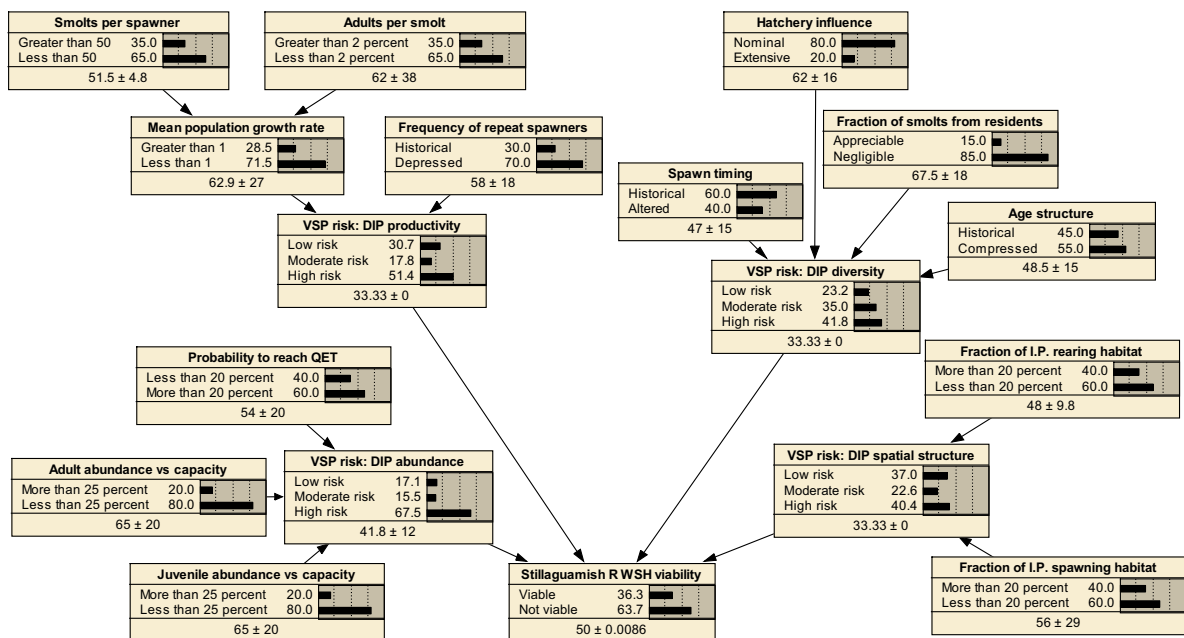 Smolts per spawner
Greater than 50 35.0
Less than 50 65.0
51.5 ± 4.8
Adults per smolt
Greater than 2 percent 35.0
Less than 2 percent 65.0
62 ± 38
Hatchery influence
Nominal 80.0
Extensive 20.0
62 ± 16
Mean population growth rate
Greater than 1 28.5
Less than 1 71.5
62.9 ± 27
Frequency of repeat spawners
Historical 30.0
Depressed 70.0
58 ± 18
Fraction of smolts from residents
Appreciable 15.0
Negligible 85.0
67.5 ± 18
Spawn timing
Historical 60.0
Altered 40.0
47 ± 15
Age structure
Historical 45.0
Compressed 55.0
48.5 ± 15
VSP risk: DIP productivity
Low risk 30.7
Moderate risk 17.8
High risk 51.4
33.33 ± 0
VSP risk: DIP diversity
Low risk 23.2
Moderate risk 35.0
High risk 41.8
33.33 ± 0
Probability to reach QET
Less than 20 percent 40.0
More than 20 percent 60.0
54 ± 20
Fraction of I.P. rearing habitat
More than 20 percent 40.0
Less than 20 percent 60.0
48 ± 9.8
Adult abundance vs capacity
More than 25 percent 20.0
Less than 25 percent 80.0
65 ± 20
VSP risk: DIP abundance
Low risk 17.1
Moderate risk 15.5
High risk 67.5
41.8 ± 12
VSP risk: DIP spatial structure
Low risk 37.0
Moderate risk 22.6
High risk 40.4
33.33 ± 0
Juvenile abundance vs capacity
More than 25 percent 20.0
Less than 25 percent 80.0
65 ± 20
Stillaguamish R WSH viability
Viable 36.3
Not viable 63.7
50 ± 0.0086
Fraction of I.P. spawning habitat
More than 20 percent 40.0
Less than 20 percent 60.0
56 ± 29